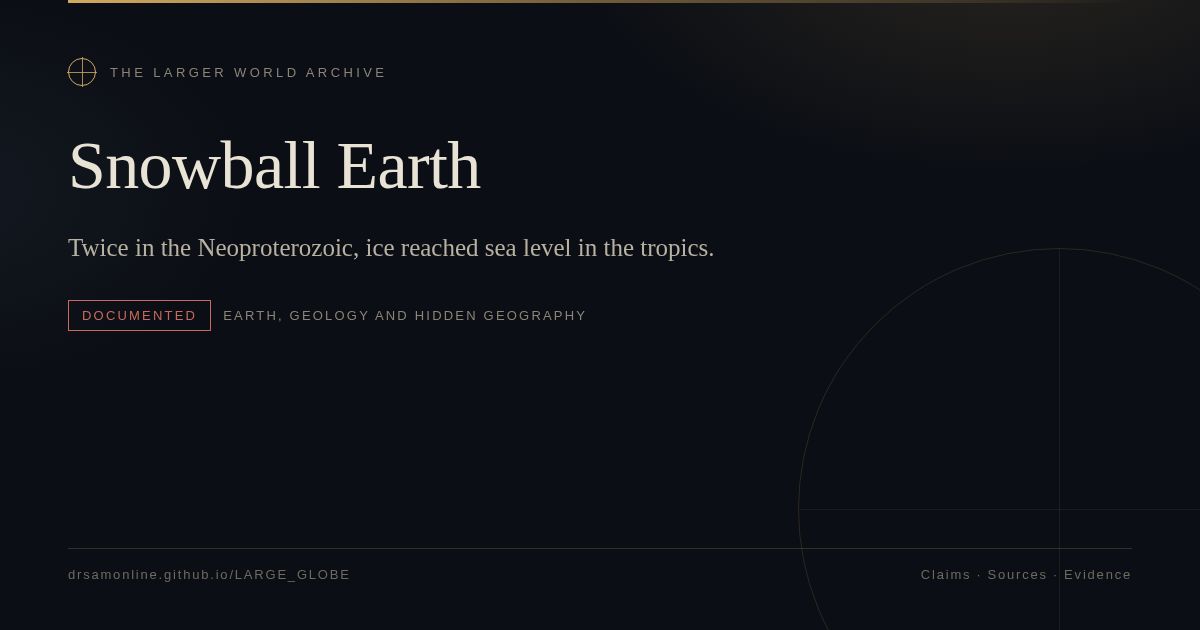 THE LARGER WORLD ARCHIVE
Snowball Earth
Twice in the Neoproterozoic, ice reached sea level in the tropics.
DOCUMENTED EARTH, GEOLOGY AND HIDDEN GEOGRAPHY
drsamonline.github.io/LARGE_GLOBE Claims · Sources · Evidence